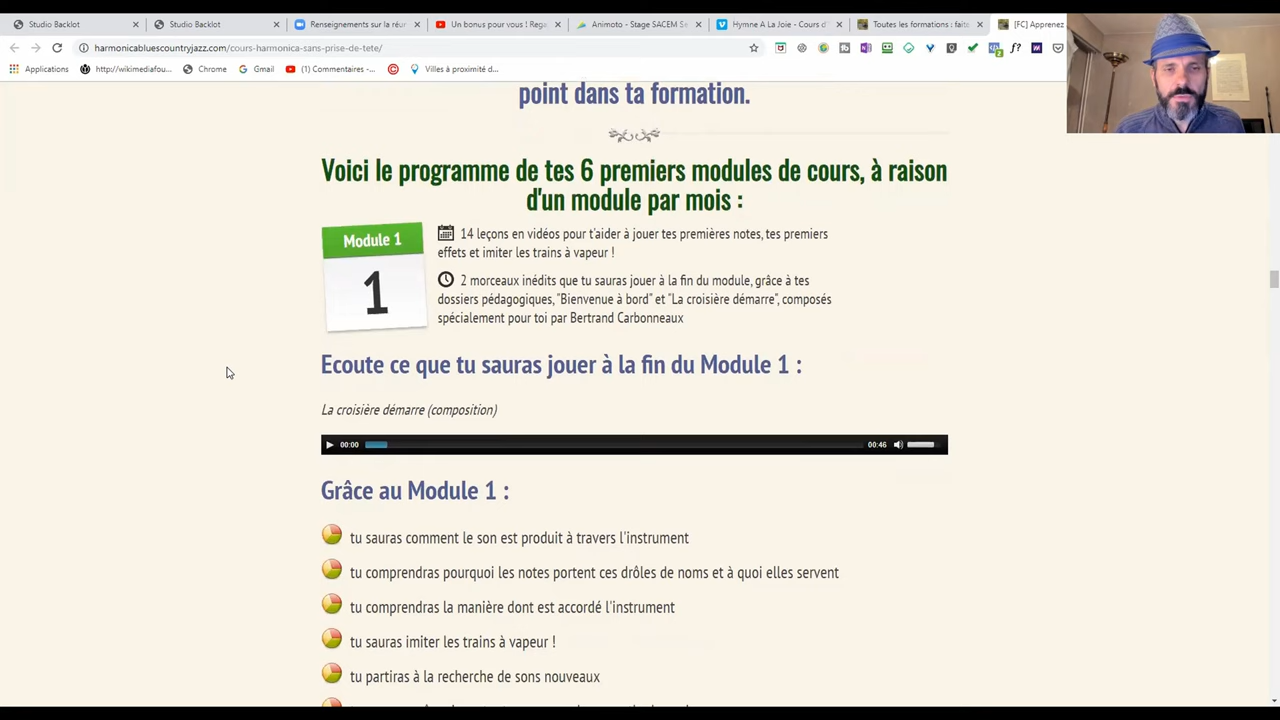 Studio Backlot
Studio Backlot
Renseignements sur la réur
Un bonus pour vous ! Rega
Animoto - Stage SACEM Se
Hymne A La Joie - Cours d'
Toutes les formations : faite
[FC] Apprenez
harmonicabluescountryjazz.com/cours-harmonica-sans-prise-de-tete/
Applications
http://wikimediafou...
Chrome
Gmail
(1) Commentaires -...
Villes à proximité d...
point dans ta formation.
Voici le programme de tes 6 premiers modules de cours, à raison
d'un module par mois :
Module 1
1
14 leçons en vidéos pour t'aider à jouer tes premières notes, tes premiers
effets et imiter les trains à vapeur !
2 morceaux inédits que tu sauras jouer à la fin du module, grâce à tes
dossiers pédagogiques, "Bienvenue à bord" et "La croisière démarre", composés
spécialement pour toi par Bertrand Carbonneaux
Ecoute ce que tu sauras jouer à la fin du Module 1 :
La croisière démarre (composition)
00:00
00:46
Grâce au Module 1 :
tu sauras comment le son est produit à travers l'instrument
tu comprendras pourquoi les notes portent ces drôles de noms et à quoi elles servent
tu comprendras la manière dont est accordé l'instrument
tu sauras imiter les trains à vapeur !
tu partiras à la recherche de sons nouveaux